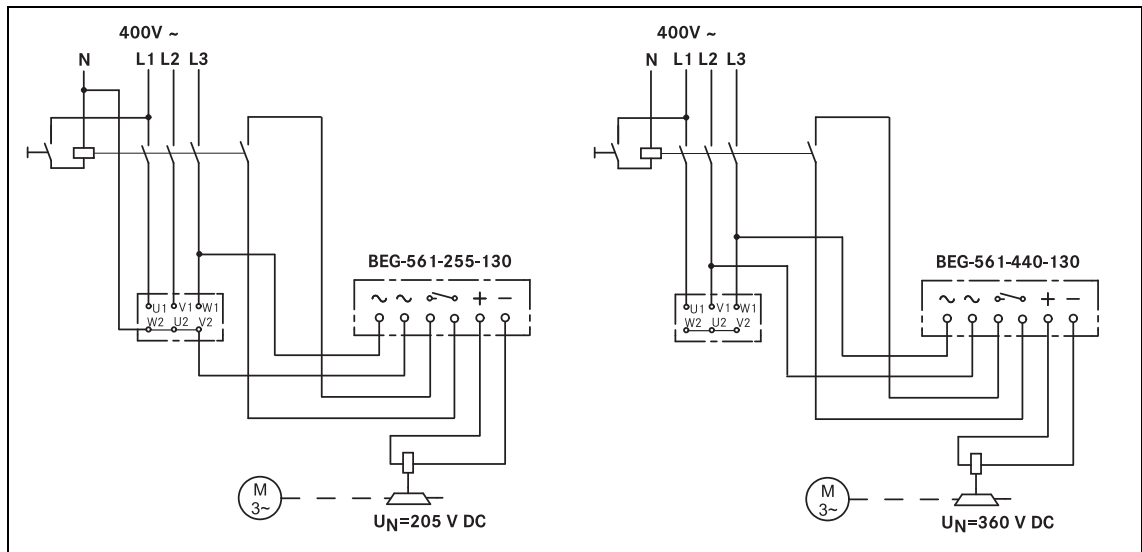 400V ~
N L1 L2 L3
BEG-561-255-130
∼ ∼ + −
U1 V1 W1
W2 U2 V2
M
3~
UN=205 V DC
400V ~
N L1 L2 L3
BEG-561-440-130
∼ ∼ + −
U1 V1 W1
W2 U2 V2
M
3~
UN=360 V DC